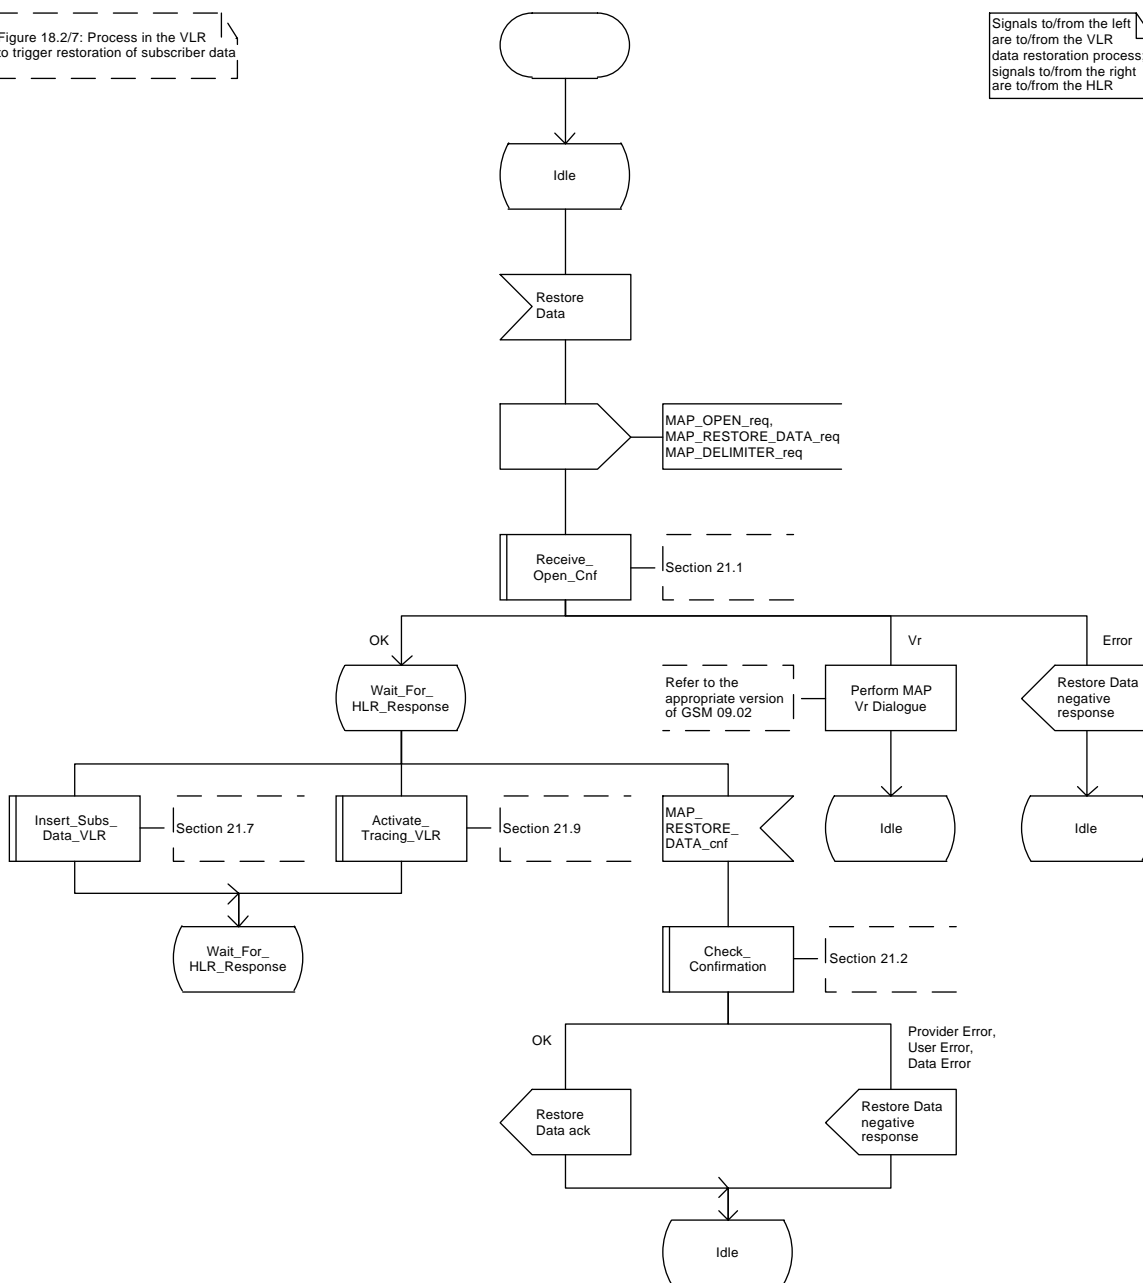 Figure 18.2/7: Process in the VLR
to trigger restoration of subscriber data
Signals to/from the left
are to/from the VLR
data restoration process;
signals to/from the right
are to/from the HLR
Idle
Restore
Data
MAP_OPEN_req,
MAP_RESTORE_DATA_req
MAP_DELIMITER_req
Receive_
Open_Cnf
Section 21.1
OK
Vr
Error
Wait_For_
HLR_Response
Refer to the
appropriate version
of GSM 09.02
Perform MAP
Vr Dialogue
Restore Data
negative
response
Insert_Subs_
Data_VLR
Section 21.7
Activate_
Tracing_VLR
Section 21.9
MAP_
RESTORE_
DATA_cnf
Idle
Idle
Wait_For_
HLR_Response
Check_
Confirmation
Section 21.2
OK
Provider Error,
User Error,
Data Error
Restore
Data ack
Restore Data
negative
response
Idle